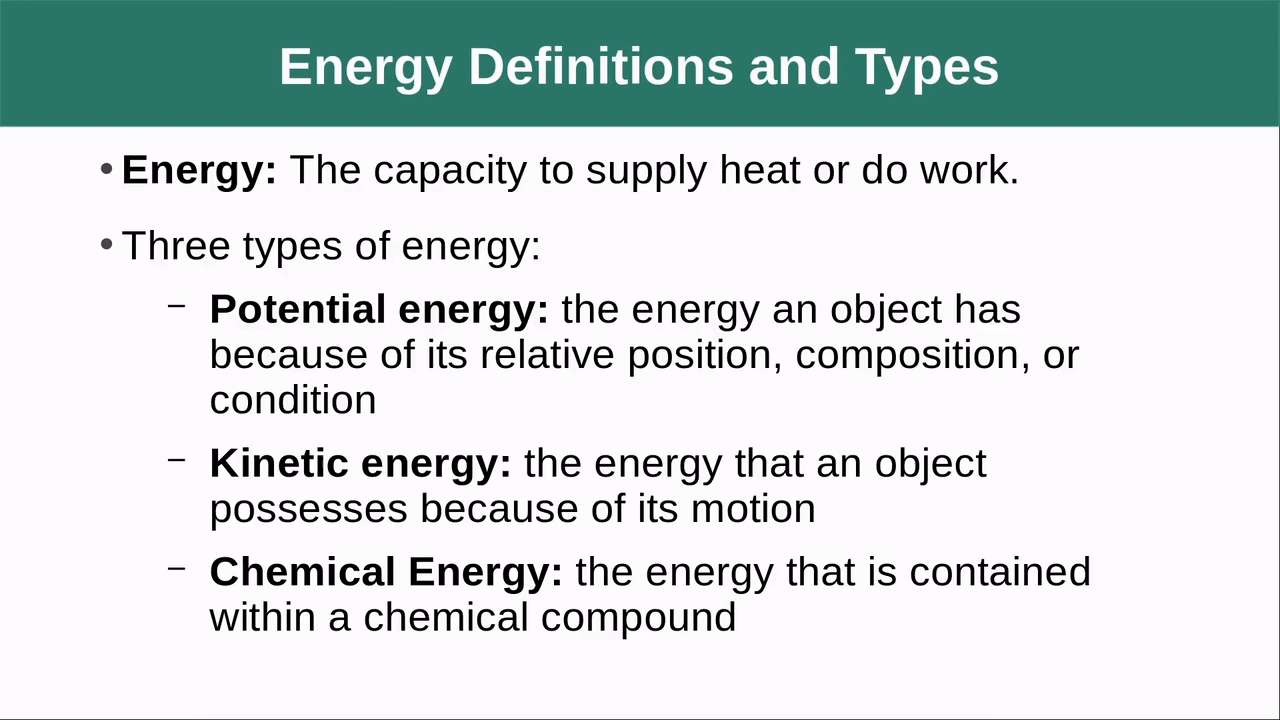 Energy Definitions and Types
• Energy: The capacity to supply heat or do work.
• Three types of energy:
– Potential energy: the energy an object has
because of its relative position, composition, or
condition
– Kinetic energy: the energy that an object
possesses because of its motion
– Chemical Energy: the energy that is contained
within a chemical compound